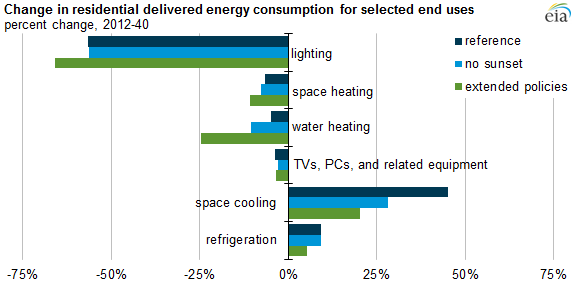 Change in residential delivered energy consumption for selected end uses
percent change, 2012-40
eia
reference
no sunset
extended policies
lighting
space heating
water heating
TVs, PCs, and related equipment
space cooling
refrigeration
-75% -50% -25% 0% 25% 50% 75%